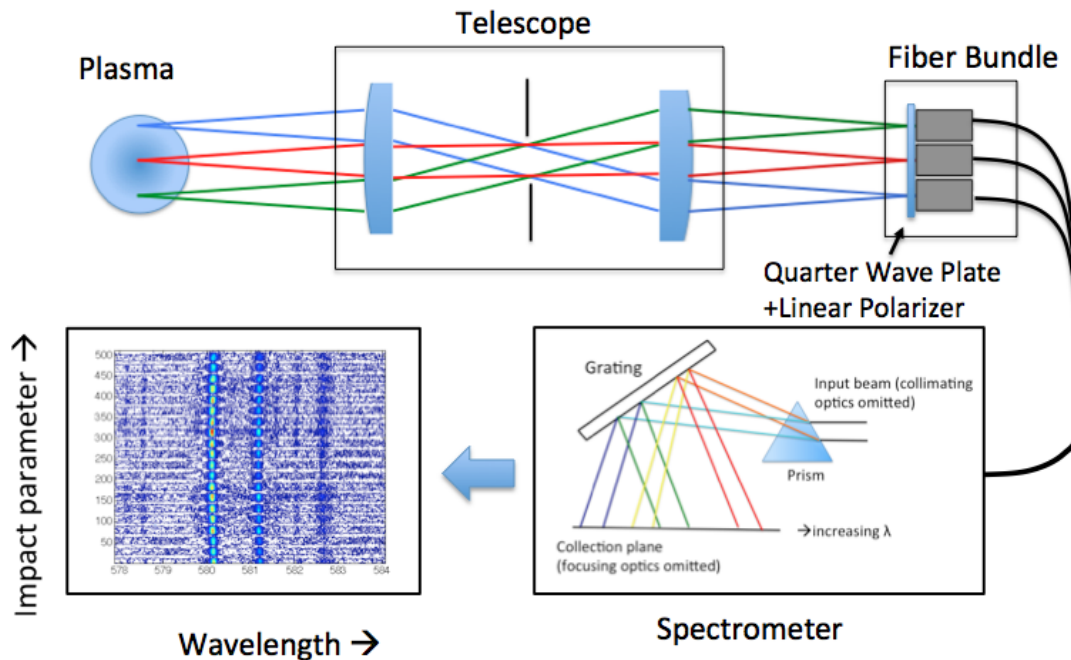 Telescope
Plasma
Fiber Bundle
Quarter Wave Plate
+Linear Polarizer
Impact parameter →
500
450
400
350
300
250
200
150
100
50
578 579 580 581 582 583 584
Wavelength →
Grating
Input beam (collimating
optics omitted)
Prism
→increasing λ
Collection plane
(focusing optics omitted)
Spectrometer